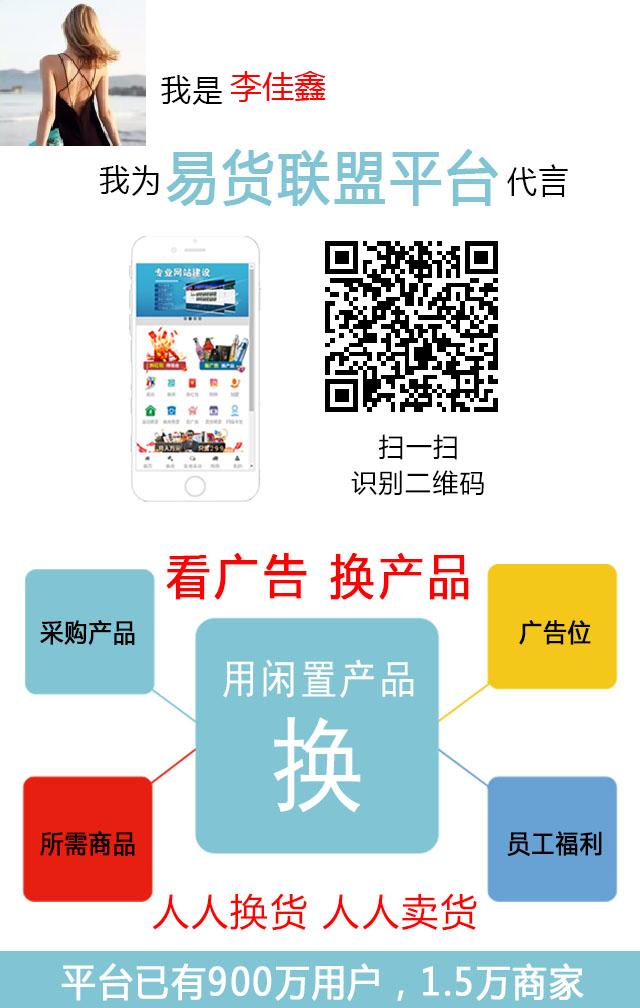 我是 李佳鑫
我为 易货联盟平台 代言
专业网站建设
扫一扫
识别二维码
看广告 换产品
采购产品
广告位
用闲置产品
换
所需商品
员工福利
人人换货 人人卖货
平台已有900万用户，1.5万商家